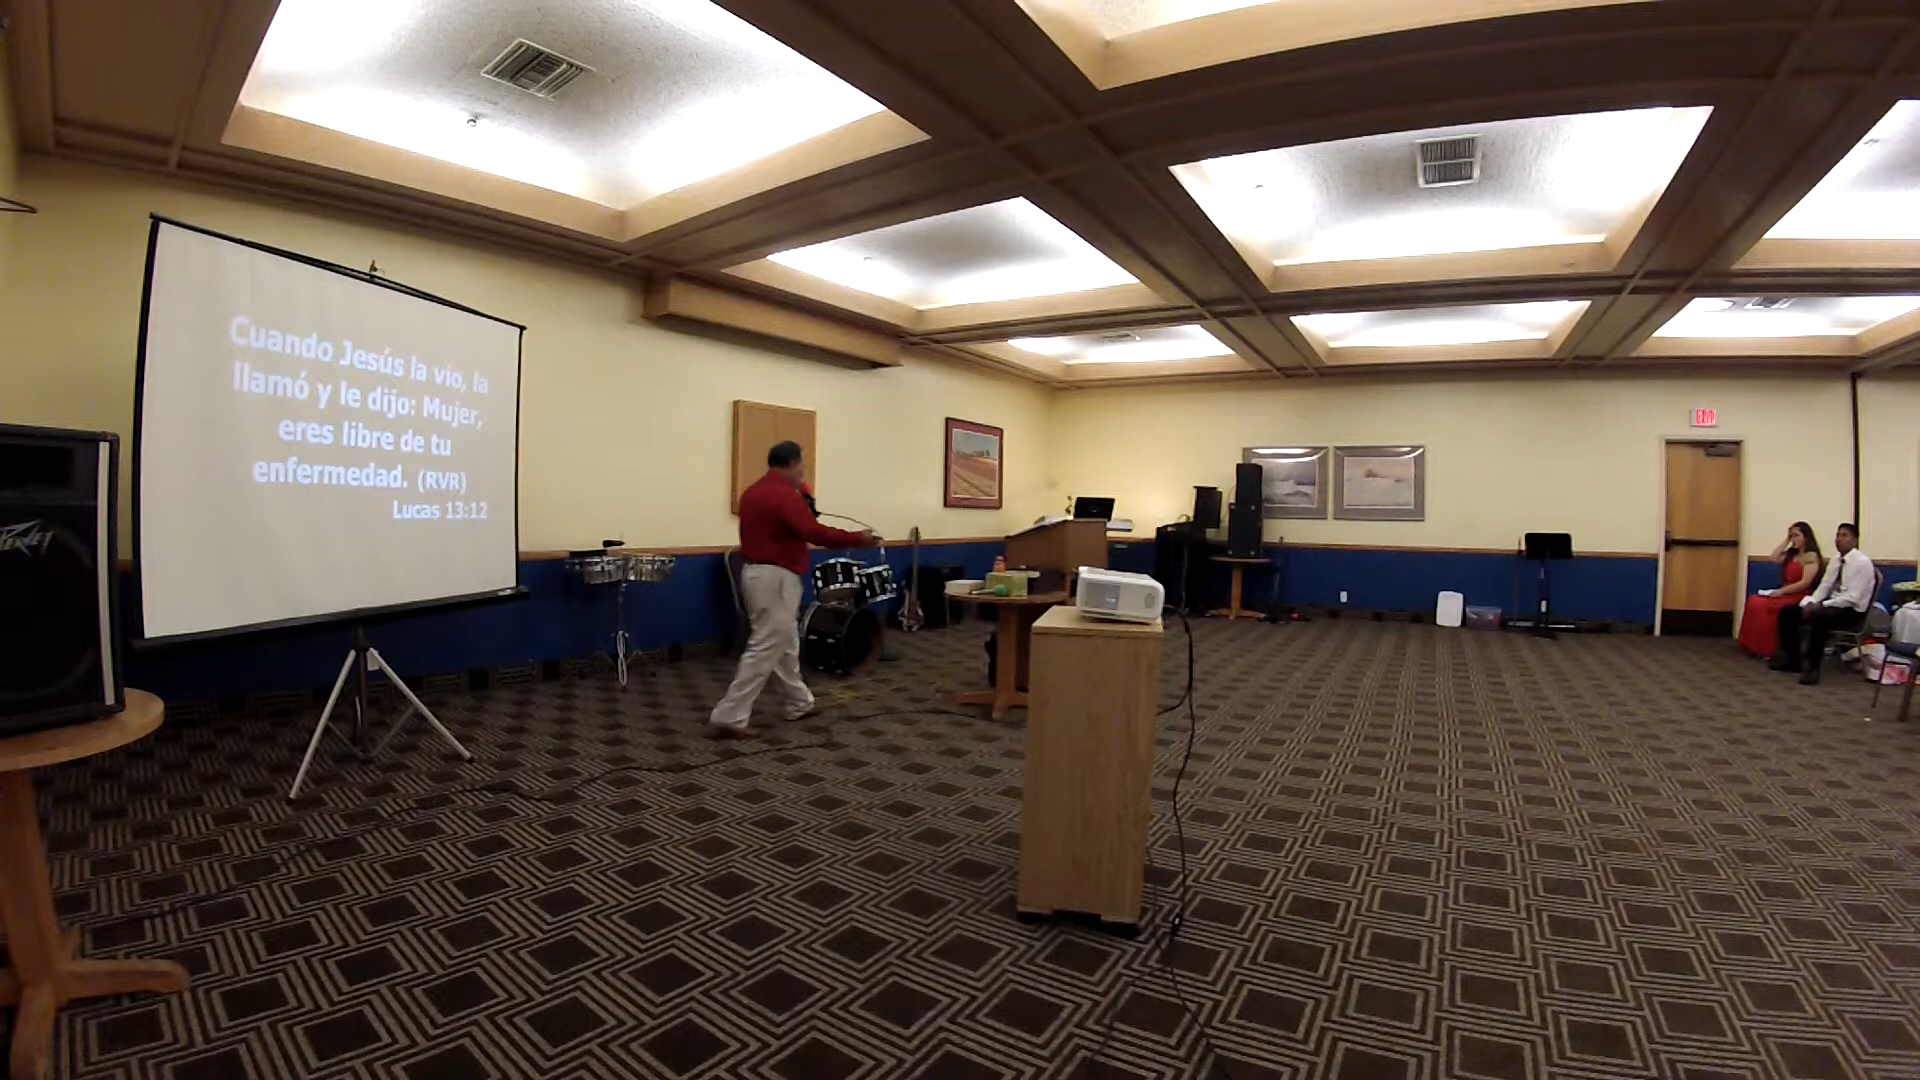 Cuando Jesús la vio, la
llamó y le dijo: Mujer,
eres libre de tu
enfermedad. (RVR)
Lucas 13:12
PEAVEY
EXIT